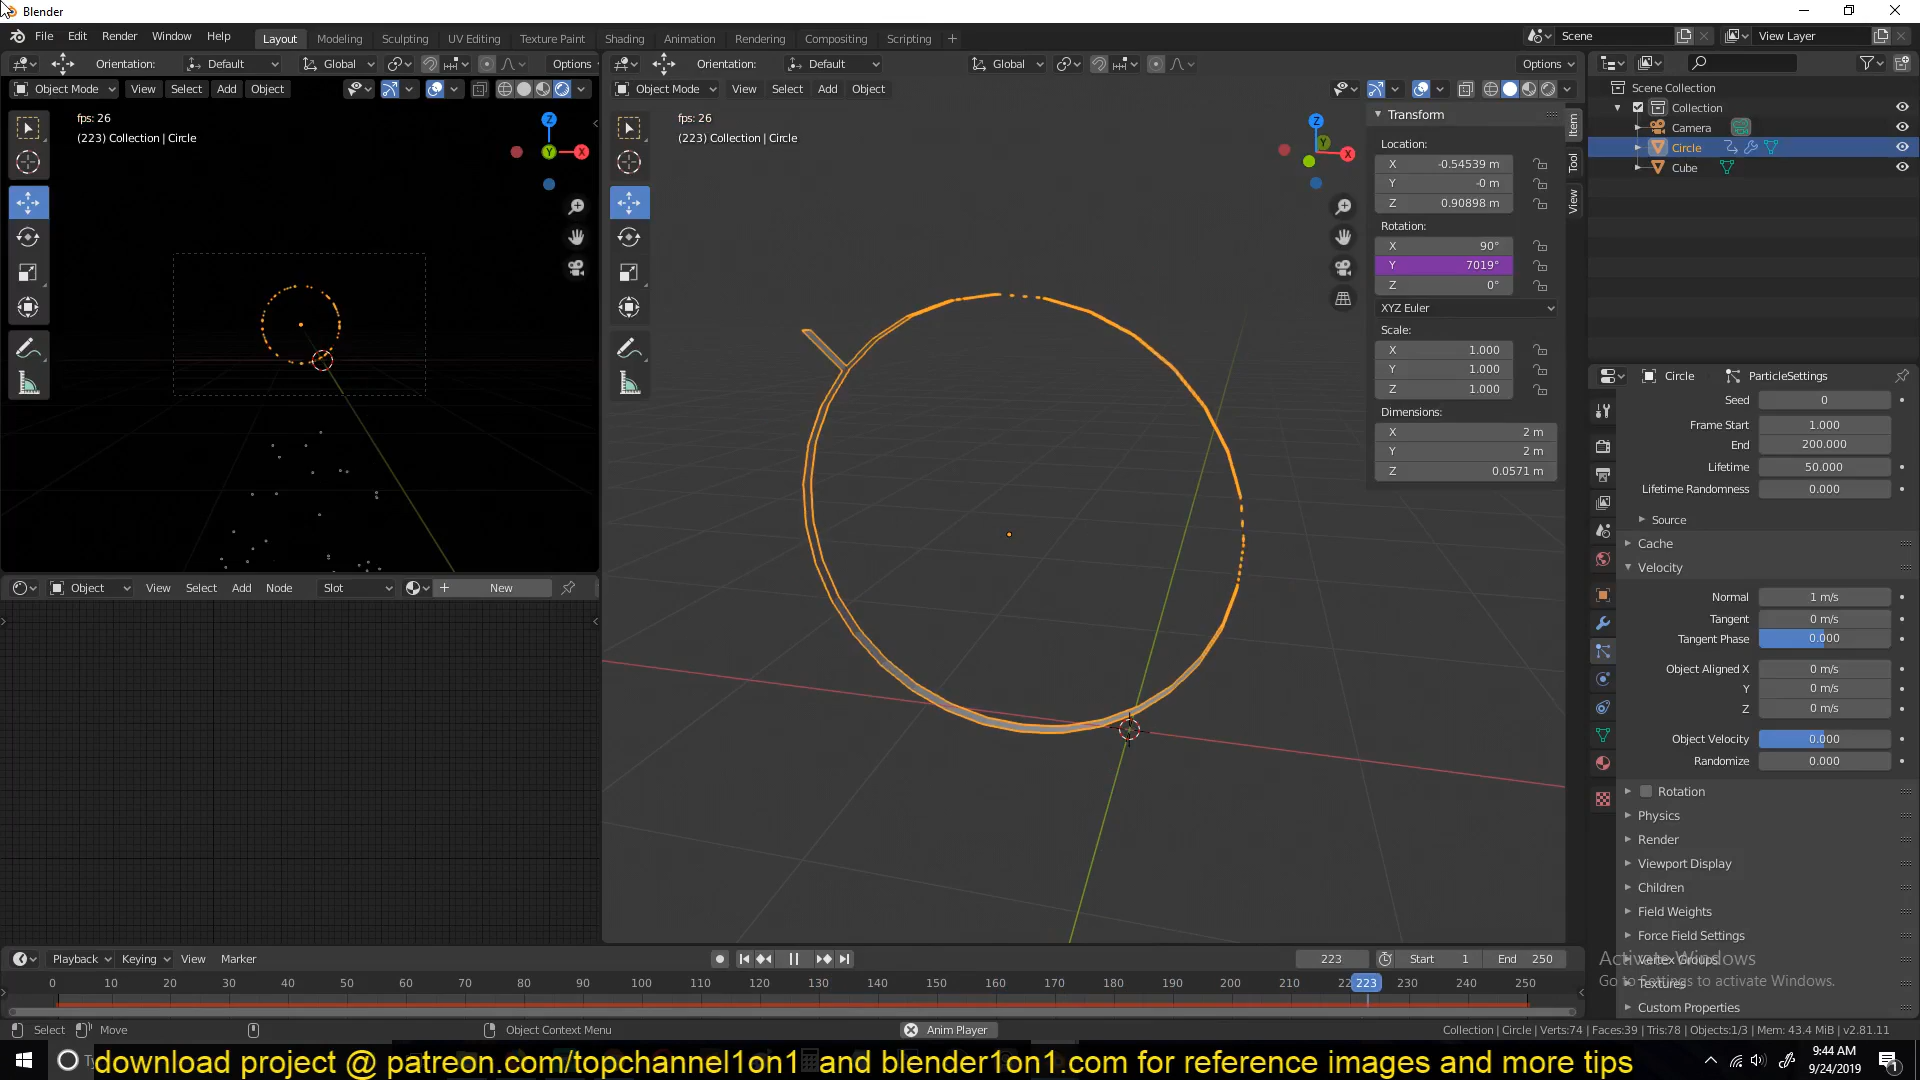 Blender
File Edit Render Window Help
Layout Modeling Sculpting UV Editing Texture Paint Shading Animation Rendering Compositing Scripting +
Scene View Layer
Orientation: Default Global Options
Orientation: Default Global Options
Object Mode View Select Add Object
Object Mode View Select Add Object
fps: 26
(223) Collection | Circle
fps: 26
(223) Collection | Circle
Z
Y X
Z
Y X
Item
Tool
View
Transform
Location:
X -0.54539 m
Y -0 m
Z 0.90898 m
Rotation:
X 90°
Y 7019°
Z 0°
XYZ Euler
Scale:
X 1.000
Y 1.000
Z 1.000
Dimensions:
X 2 m
Y 2 m
Z 0.0571 m
Scene Collection
Collection
Camera
Circle
Cube
Circle ParticleSettings
Seed 0
Frame Start 1.000
End 200.000
Lifetime 50.000
Lifetime Randomness 0.000
Source
Cache
Velocity
Normal 1 m/s
Tangent 0 m/s
Tangent Phase 0.000
Object Aligned X 0 m/s
Y 0 m/s
Z 0 m/s
Object Velocity 0.000
Randomize 0.000
Rotation
Physics
Render
Viewport Display
Children
Field Weights
Force Field Settings
Vertex Groups
Textures
Custom Properties
Activate Windows
Go to Settings to activate Windows.
Object View Select Add Node Object Slot New
Playback Keying View Marker
223 Start 1 End 250
0 10 20 30 40 50 60 70 80 90 100 110 120 130 140 150 160 170 180 190 200 210 22 223 230 240 250
Select Move Object Context Menu Anim Player
Collection | Circle | Verts:74 | Faces:39 | Tris:78 | Objects:1/3 | Mem: 43.4 MiB | v2.81.11
download project @ patreon.com/topchannel1on1 and blender1on1.com for reference images and more tips
9:44 AM
9/24/2019
1